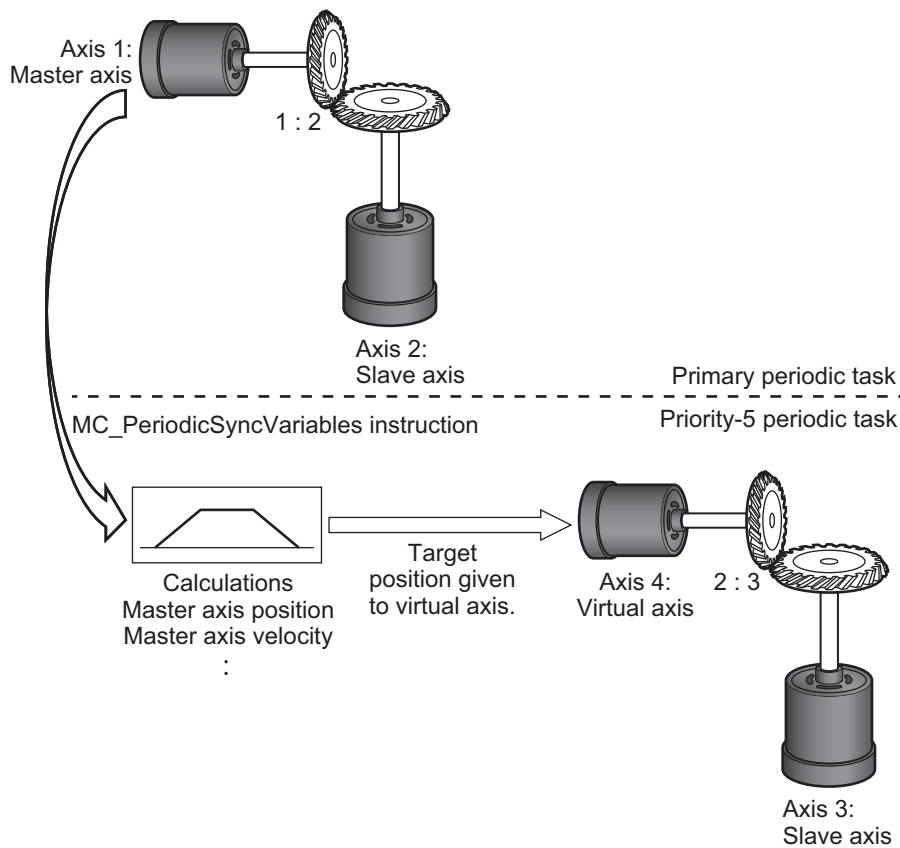 Axis 1:
Master axis
1 : 2
Axis 2:
Slave axis
Primary periodic task
MC_PeriodicSyncVariables instruction
Priority-5 periodic task
Calculations
Master axis position
Master axis velocity
:
Target
position given
to virtual axis.
Axis 4:
Virtual axis
2 : 3
Axis 3:
Slave axis